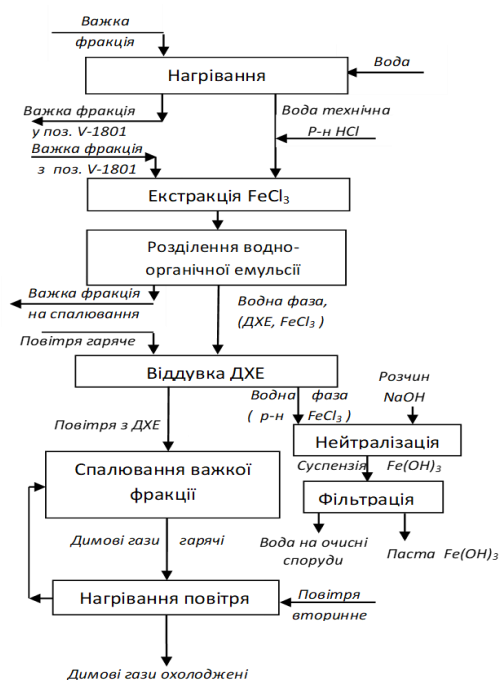 Важка
фракція
Нагрівання
Вода
Важка фракція
у поз. V-1801
Вода технічна
Р-н HCl
Важка фракція
з поз. V-1801
Екстракція FeCl₃
Розділення водно-
органічної емульсії
Важка фракція
на спалювання
Водна фаза,
(ДХЕ, FeCl₃ )
Повітря гаряче
Віддувка ДХЕ
Розчин
NaOH
Водна фаза
( р-н FeCl₃ )
Повітря з ДХЕ
Нейтралізація
Суспензія Fe(OH)₃
Спалювання важкої
фракції
Фільтрація
Димові гази гарячі
Вода на очисні
споруди
Паста Fe(OH)₃
Нагрівання повітря
Повітря
вторинне
Димові гази охолоджені